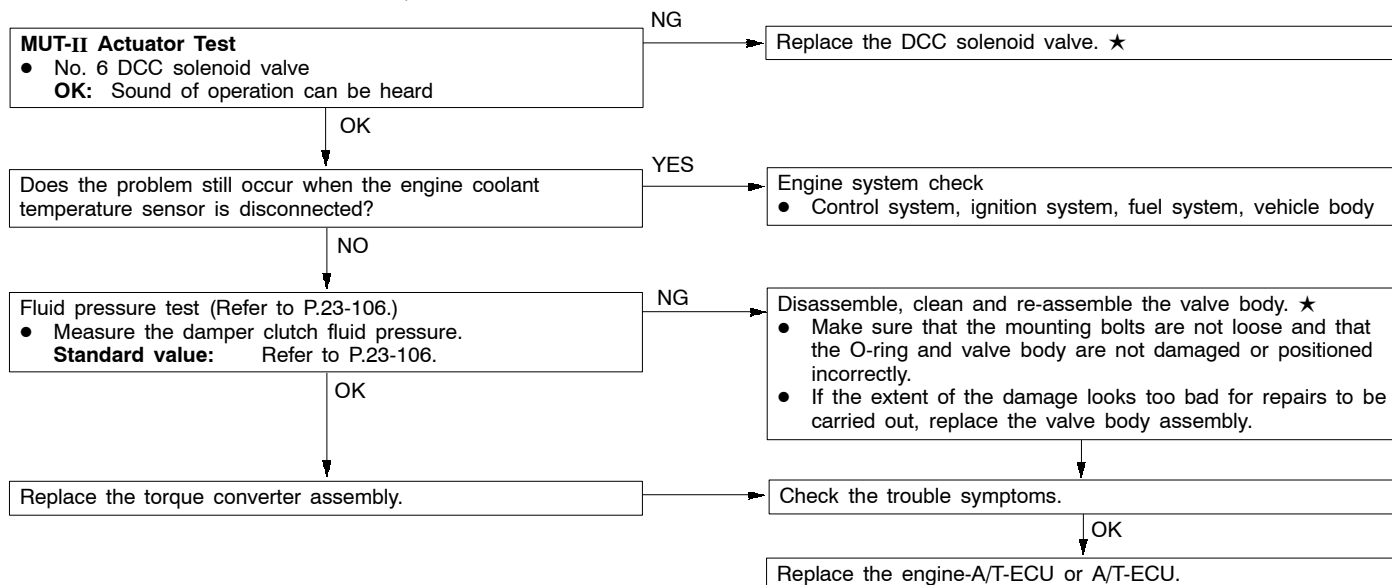 NG
MUT-II Actuator Test
● No. 6 DCC solenoid valve
OK: Sound of operation can be heard
Replace the DCC solenoid valve. ★
OK
YES
Does the problem still occur when the engine coolant
temperature sensor is disconnected?
Engine system check
● Control system, ignition system, fuel system, vehicle body
NO
NG
Fluid pressure test (Refer to P.23-106.)
● Measure the damper clutch fluid pressure.
Standard value: Refer to P.23-106.
Disassemble, clean and re-assemble the valve body. ★
● Make sure that the mounting bolts are not loose and that
the O-ring and valve body are not damaged or positioned
incorrectly.
● If the extent of the damage looks too bad for repairs to be
carried out, replace the valve body assembly.
OK
Replace the torque converter assembly.
Check the trouble symptoms.
OK
Replace the engine-A/T-ECU or A/T-ECU.